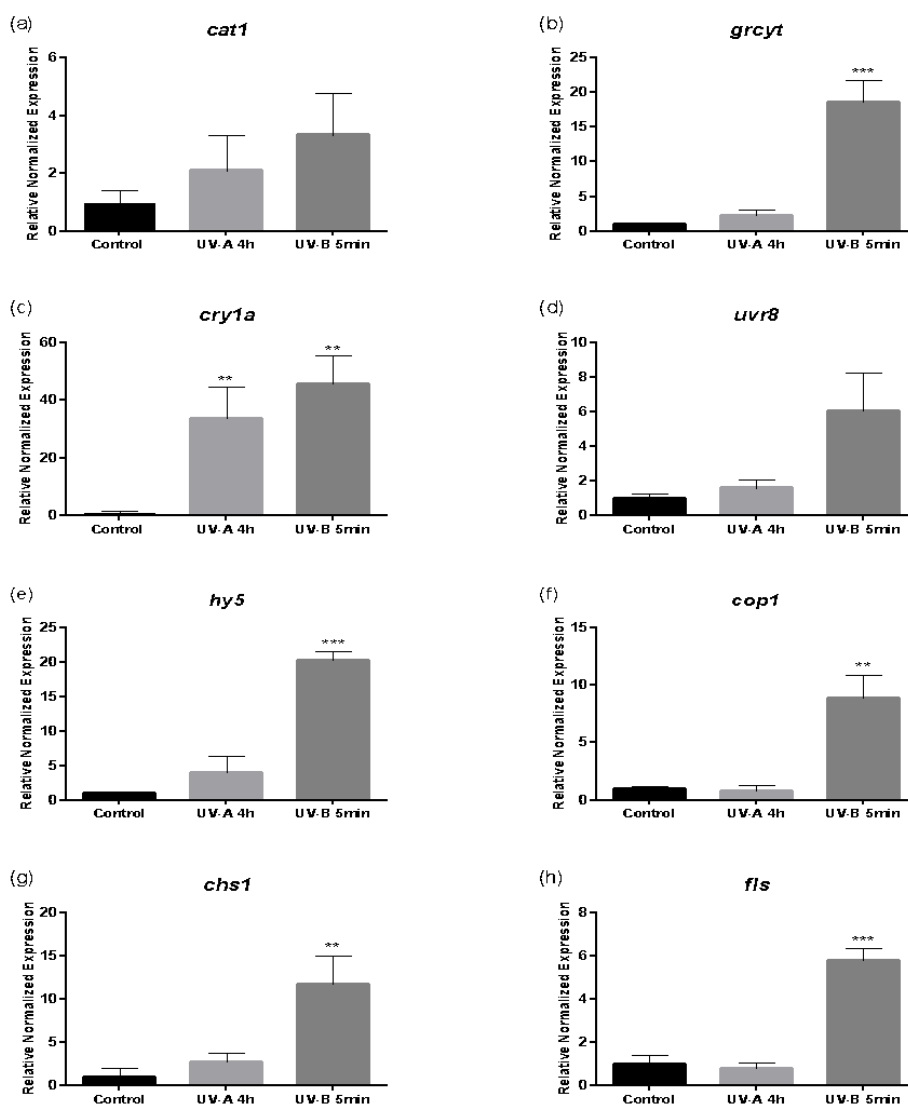 (a)
cat1
Relative Normalized Expression
6
4
2
0
Control UV-A 4h UV-B 5min
(b)
grcyt
Relative Normalized Expression
25
20
15
10
5
0
***
Control UV-A 4h UV-B 5min
(c)
cry1a
Relative Normalized Expression
60
40
20
0
** **
Control UV-A 4h UV-B 5min
(d)
uvr8
Relative Normalized Expression
10
8
6
4
2
0
Control UV-A 4h UV-B 5min
(e)
hy5
Relative Normalized Expression
25
20
15
10
5
0
***
Control UV-A 4h UV-B 5min
(f)
cop1
Relative Normalized Expression
15
10
5
0
**
Control UV-A 4h UV-B 5min
(g)
chs1
Relative Normalized Expression
20
15
10
5
0
**
Control UV-A 4h UV-B 5min
(h)
fls
Relative Normalized Expression
8
6
4
2
0
***
Control UV-A 4h UV-B 5min